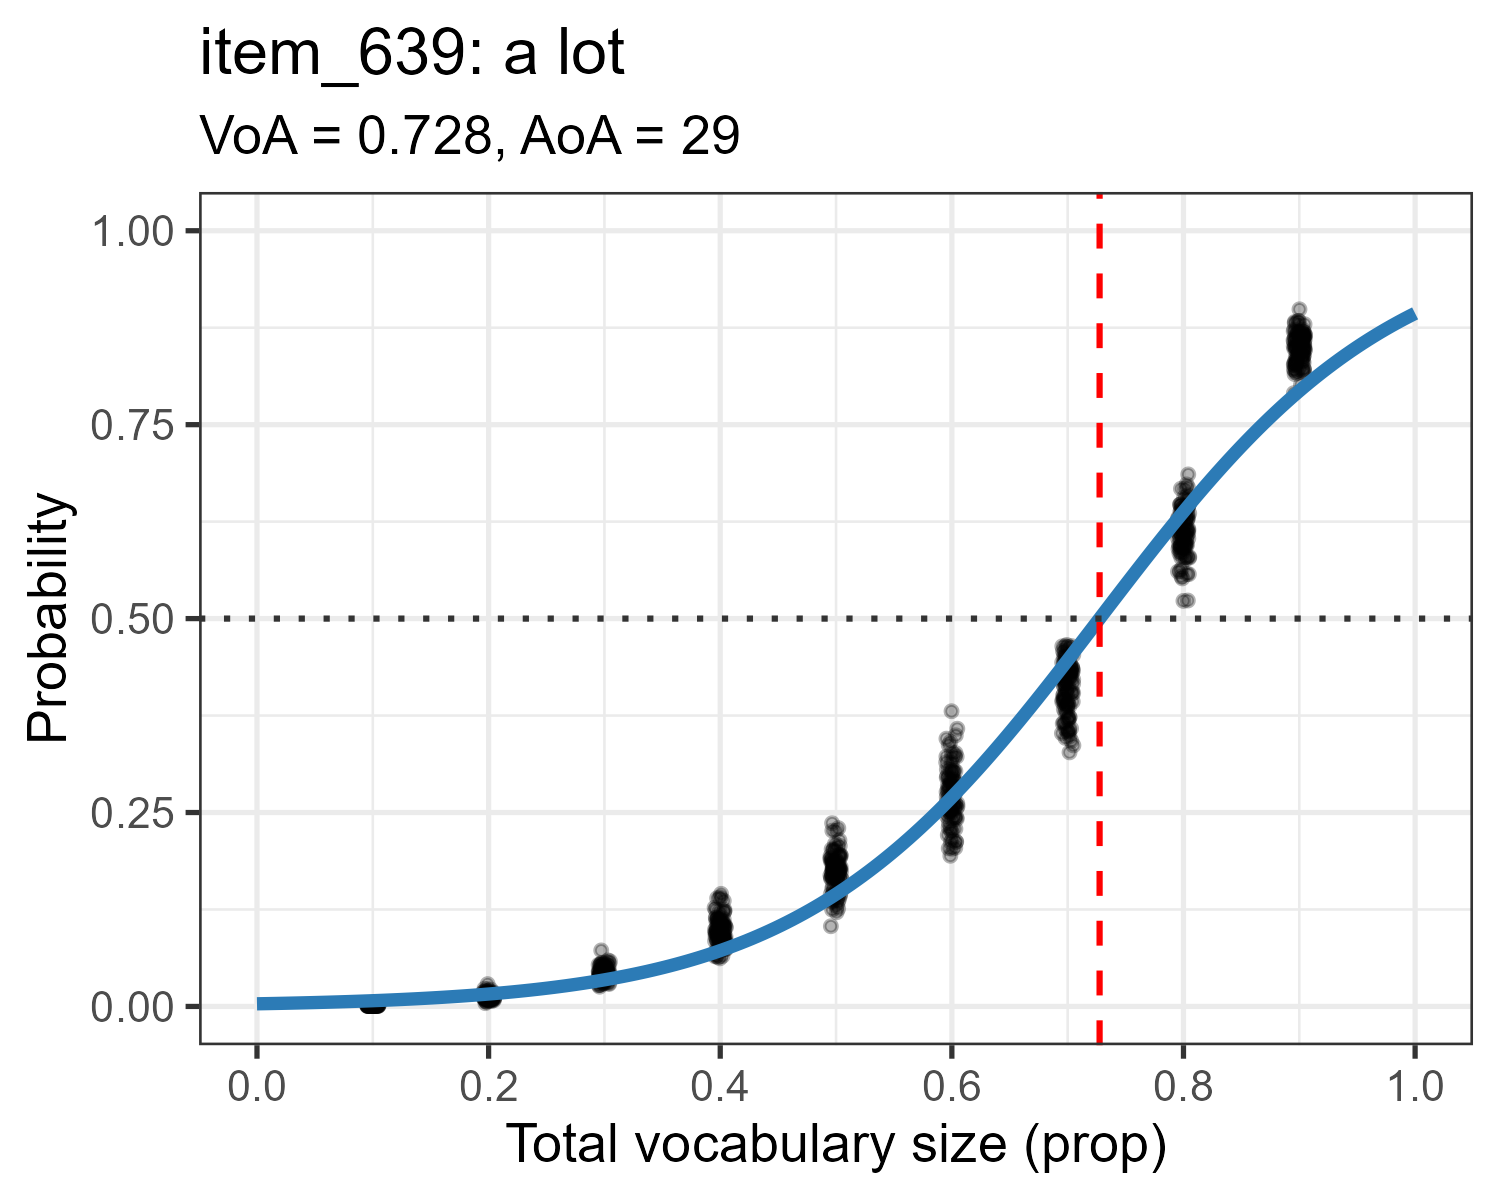 item_639: a lot
VoA = 0.728, AoA = 29
1.00
0.75
0.50
0.25
0.00
Probability
0.0 0.2 0.4 0.6 0.8 1.0
Total vocabulary size (prop)